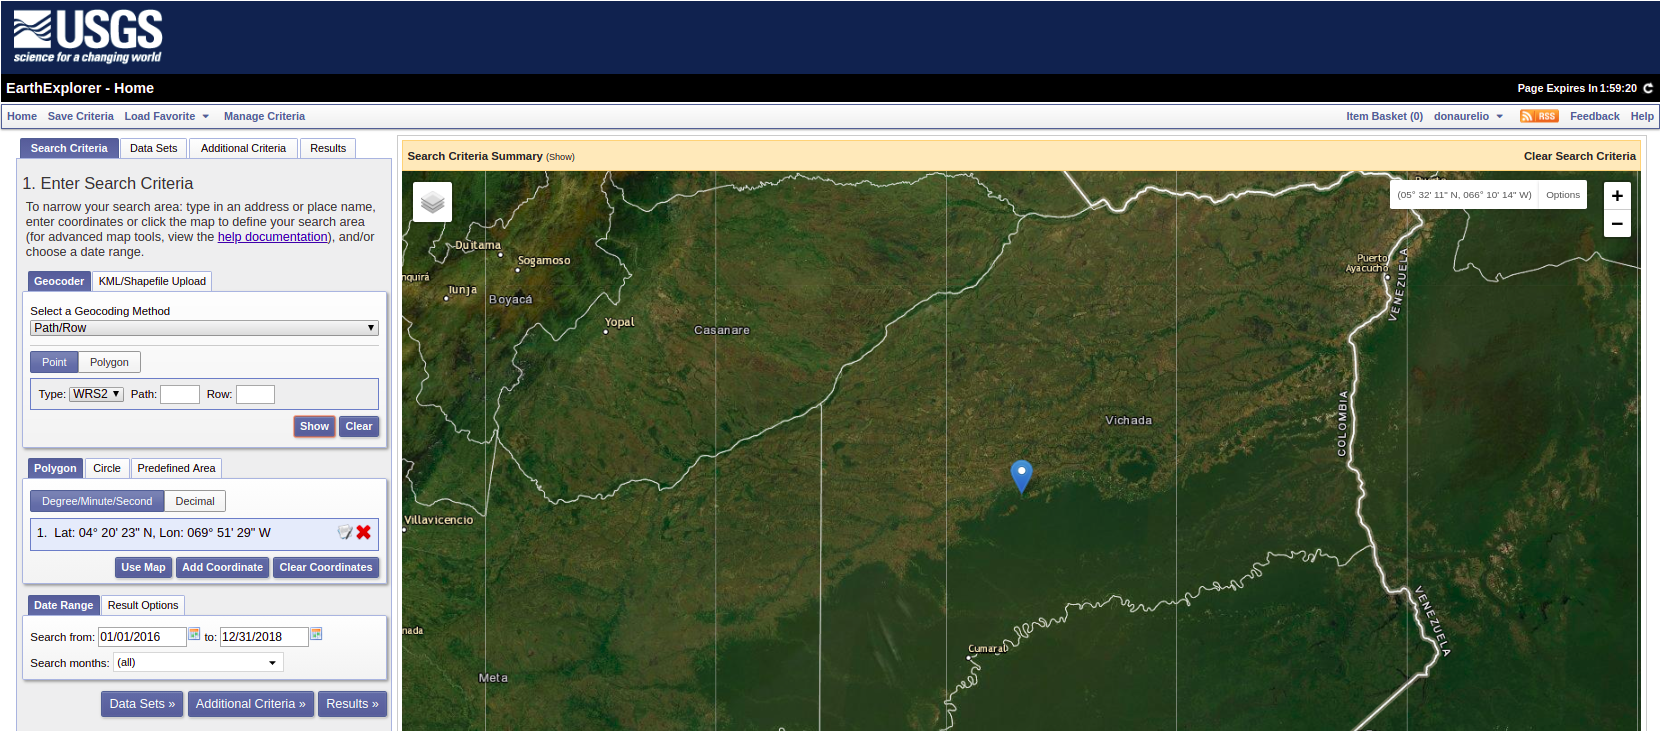 USGS
science for a changing world
EarthExplorer - Home
Page Expires In 1:59:20
Home Save Criteria Load Favorite Manage Criteria
Item Basket (0) donaurelio RSS Feedback Help
Search Criteria Data Sets Additional Criteria Results
1. Enter Search Criteria
To narrow your search area: type in an address or place name,
enter coordinates or click the map to define your search area
(for advanced map tools, view the help documentation), and/or
choose a date range.
Geocoder KML/Shapefile Upload
Select a Geocoding Method
Path/Row
Point Polygon
Type: WRS2 Path: Row:
Show Clear
Polygon Circle Predefined Area
Degree/Minute/Second Decimal
1. Lat: 04° 20' 23" N, Lon: 069° 51' 29" W
Use Map Add Coordinate Clear Coordinates
Date Range Result Options
Search from: 01/01/2016 to: 12/31/2018
Search months: (all)
Data Sets » Additional Criteria » Results »
Search Criteria Summary (Show)
Clear Search Criteria
(05° 32' 11" N, 066° 10' 14" W) Options
+
−
Duitama
Sogamoso
nquirá
Tunja
Boyacá
Yopal
Casanare
Puerto
Ayacucho
VENEZUELA
COLOMBIA
Vichada
Villavicencio
VENEZUELA
nada
Cumaral
Meta